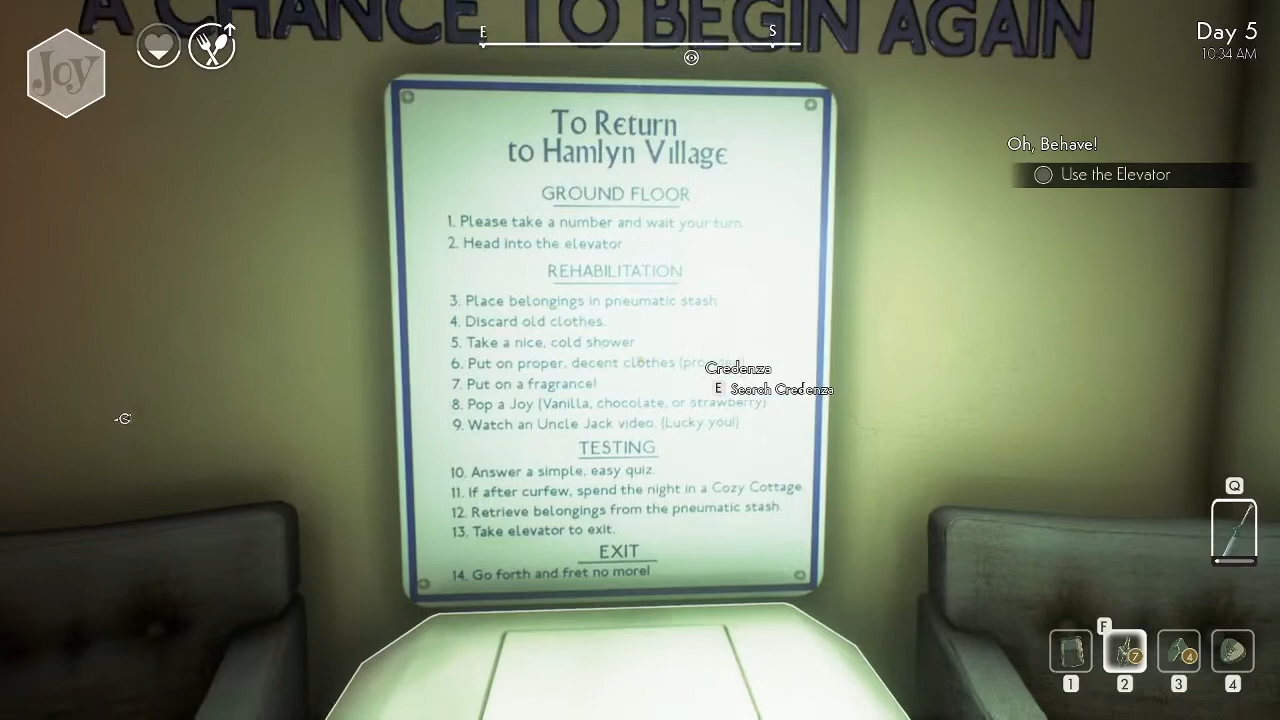 A CHANCE TO BEGIN AGAIN
Joy
E
S
Day 5
10:34 AM
Oh, Behave!
Use the Elevator
To Return
to Hamlyn Village
GROUND FLOOR
1. Please take a number and wait your turn
2. Head into the elevator
REHABILITATION
3. Place belongings in pneumatic stash
4. Discard old clothes.
5. Take a nice, cold shower
6. Put on proper, decent clothes
7. Put on a fragrance!
8. Pop a Joy (Vanilla, chocolate, or strawberry)
9. Watch an Uncle Jack video. (Lucky you!)
TESTING
10. Answer a simple, easy quiz.
11. If after curfew, spend the night in a Cozy Cottage
12. Retrieve belongings from the pneumatic stash.
13. Take elevator to exit.
EXIT
14. Go forth and fret no more!
Credenza
E Search Credenza
Q
F
7
4
1
2
3
4